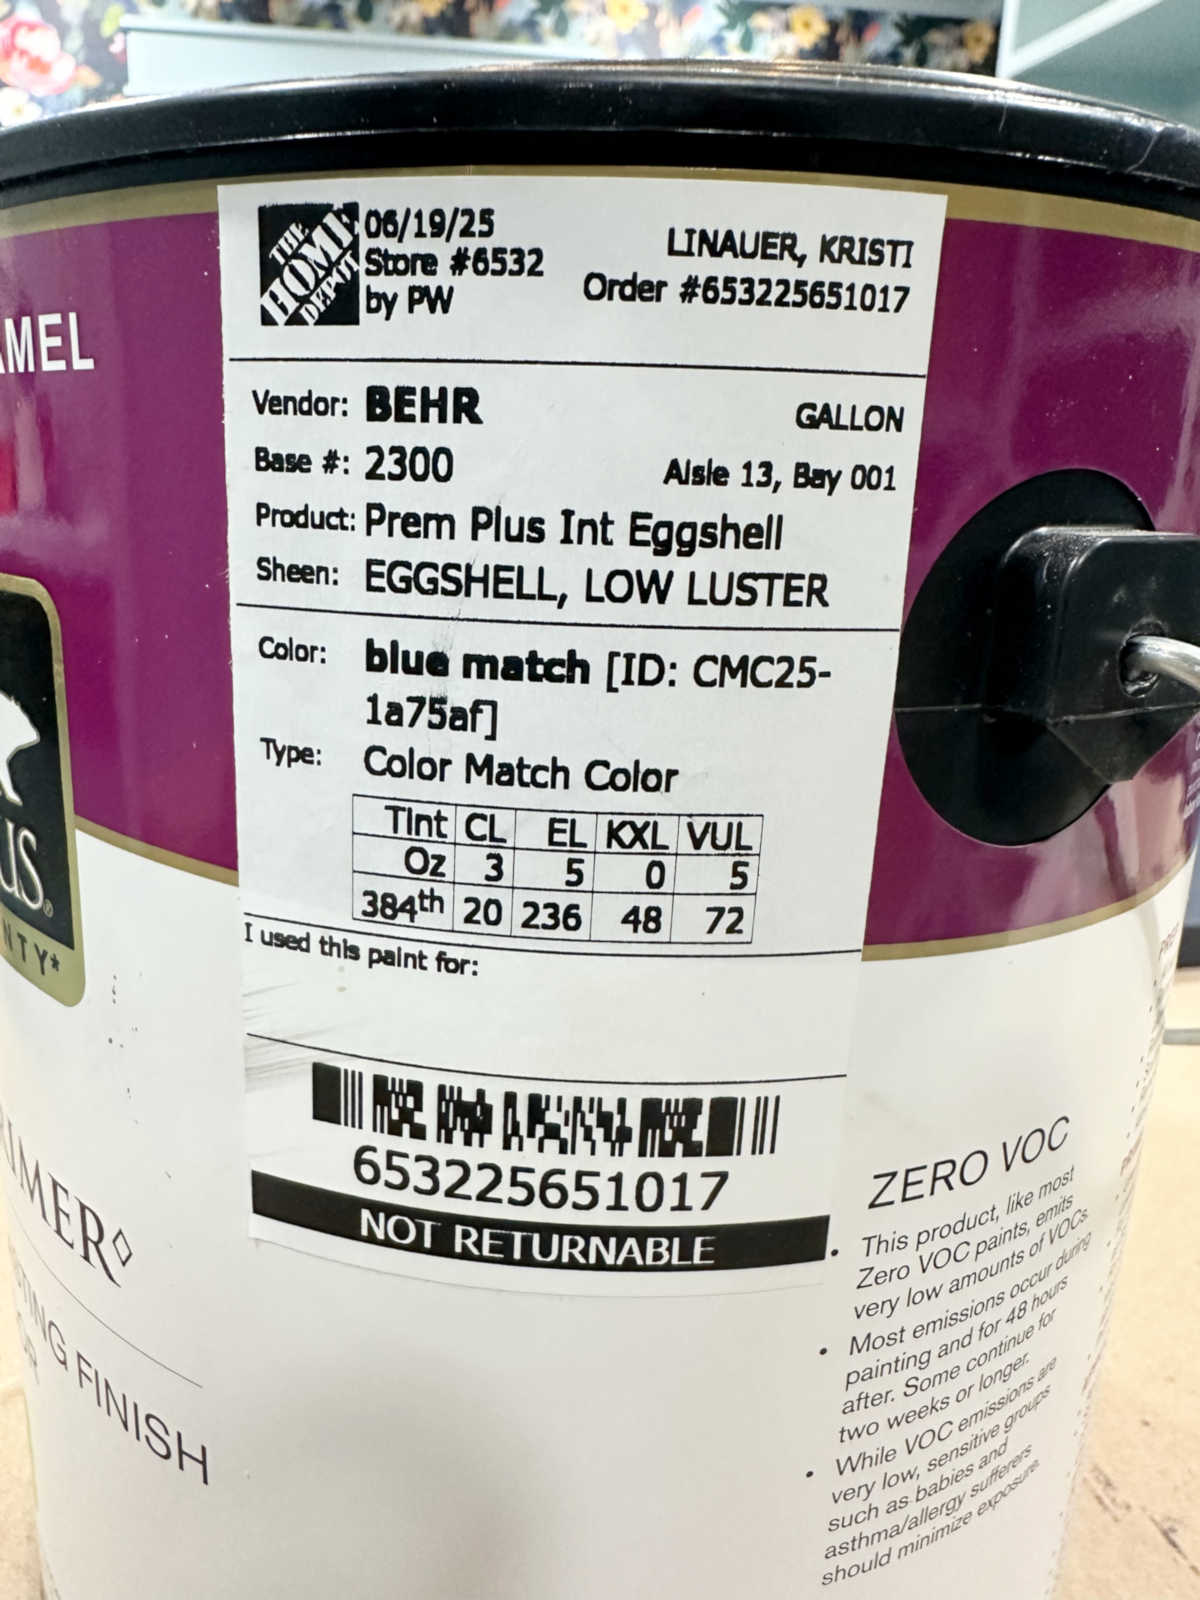 THE HOME DEPOT
06/19/25
Store #6532
by PW
LINAUER, KRISTI
Order #653225651017
Vendor: BEHR
GALLON
Base #: 2300
Aisle 13, Bay 001
Product: Prem Plus Int Eggshell
Sheen: EGGSHELL, LOW LUSTER
Color: blue match [ID: CMC25-
1a75af]
Type: Color Match Color
Tint CL EL KXL VUL
Oz 3 5 0 5
384th 20 236 48 72
I used this paint for:
653225651017
NOT RETURNABLE
AMEL
US®
NTY*
IMER◊
TING FINISH
ZERO VOC
• This product, like most
Zero VOC paints, emits
very low amounts of VOCs.
• Most emissions occur during
painting and for 48 hours
after. Some continue for
two weeks or longer.
• While VOC emissions are
very low, sensitive groups
such as babies and
asthma/allergy sufferers
should minimize exposure.